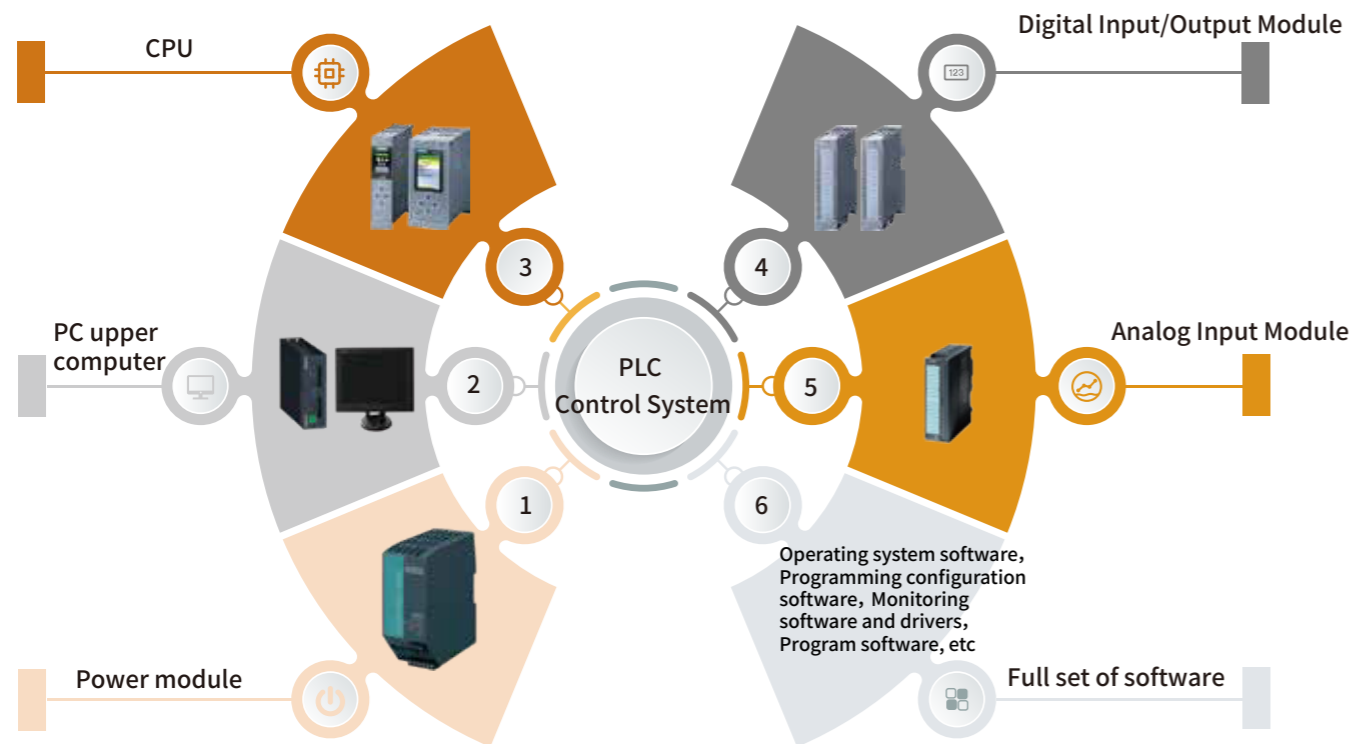 CPU
Digital Input/Output Module
123
3
4
PC upper
computer
Analog Input Module
2
PLC
Control System
5
1
6
Operating system software，
Programming configuration
software，Monitoring
software and drivers，
Program software, etc
Power module
Full set of software